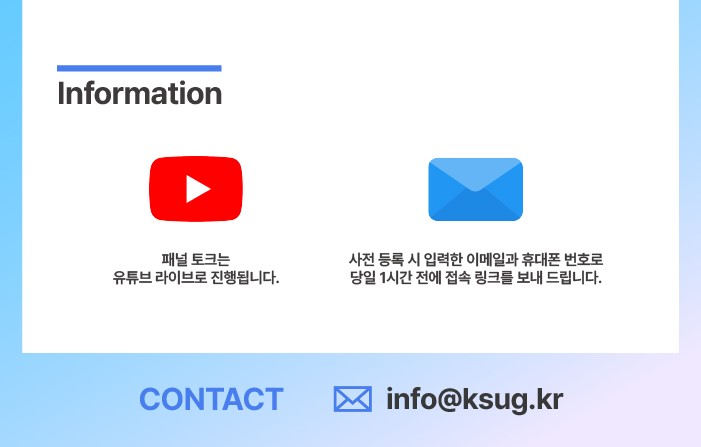 Information
패널 토크는
유튜브 라이브로 진행됩니다.
사전 등록 시 입력한 이메일과 휴대폰 번호로
당일 1시간 전에 접속 링크를 보내 드립니다.
CONTACT
info@ksug.kr